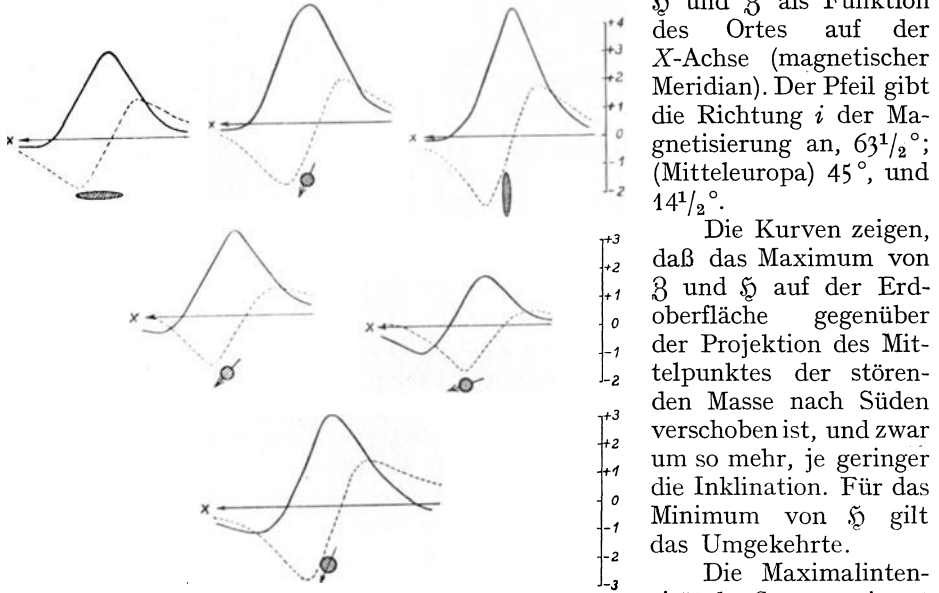 ℌ und ℨ als Funktion
des Ortes auf der
X-Achse (magnetischer
Meridian). Der Pfeil gibt
die Richtung i der Ma-
gnetisierung an, 63¹/₂°;
(Mitteleuropa) 45°, und
14¹/₂°.
Die Kurven zeigen,
daß das Maximum von
ℨ und ℌ auf der Erd-
oberfläche gegenüber
der Projektion des Mit-
telpunktes der stören-
den Masse nach Süden
verschoben ist, und zwar
um so mehr, je geringer
die Inklination. Für das
Minimum von ℌ gilt
das Umgekehrte.
Die Maximalinten-
x
x
x
+4
+3
+2
+1
0
-1
-2
x
x
+3
+2
+1
0
-1
-2
x
+3
+2
+1
0
-1
-2
-3